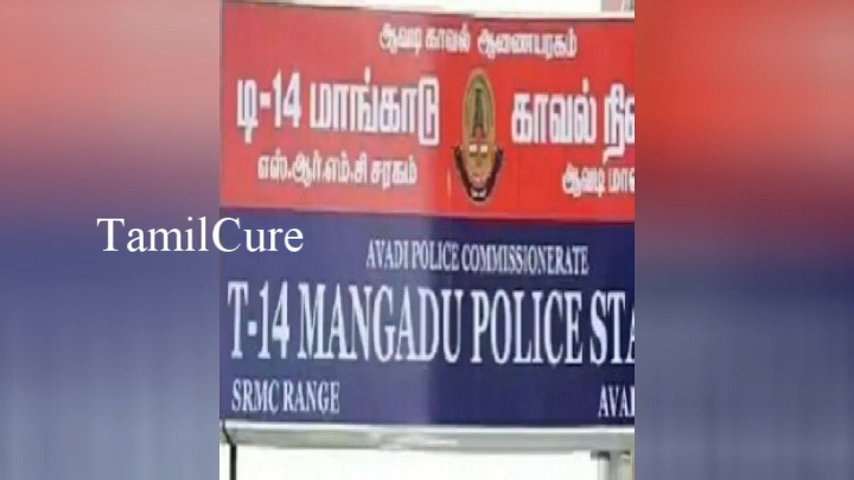 ஆவடி காவல் ஆணையரகம்
டி-14 மாங்காடு காவல்
எஸ்.ஆர்.எம்.சி சரகம் ஆவடி
TamilCure
AVADI POLICE COMMISSIONERATE
T-14 MANGADU POLICE STA
SRMC RANGE AVAD